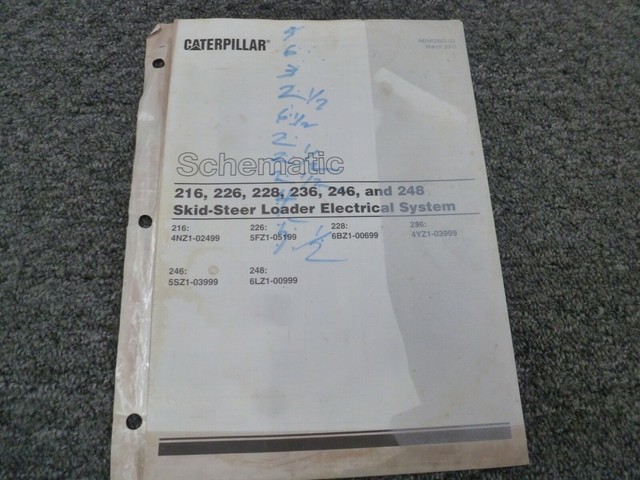 CATERPILLAR®
March 2001
5
6
3
2 1/2
6 1/2
2
Schematic
216, 226, 228, 236, 246, and 248
Skid-Steer Loader Electrical System
216: 226: 228: 236:
4NZ1-02499 5FZ1-05199 6BZ1-00699 4YZ1-03999
246: 248:
5SZ1-03999 6LZ1-00999